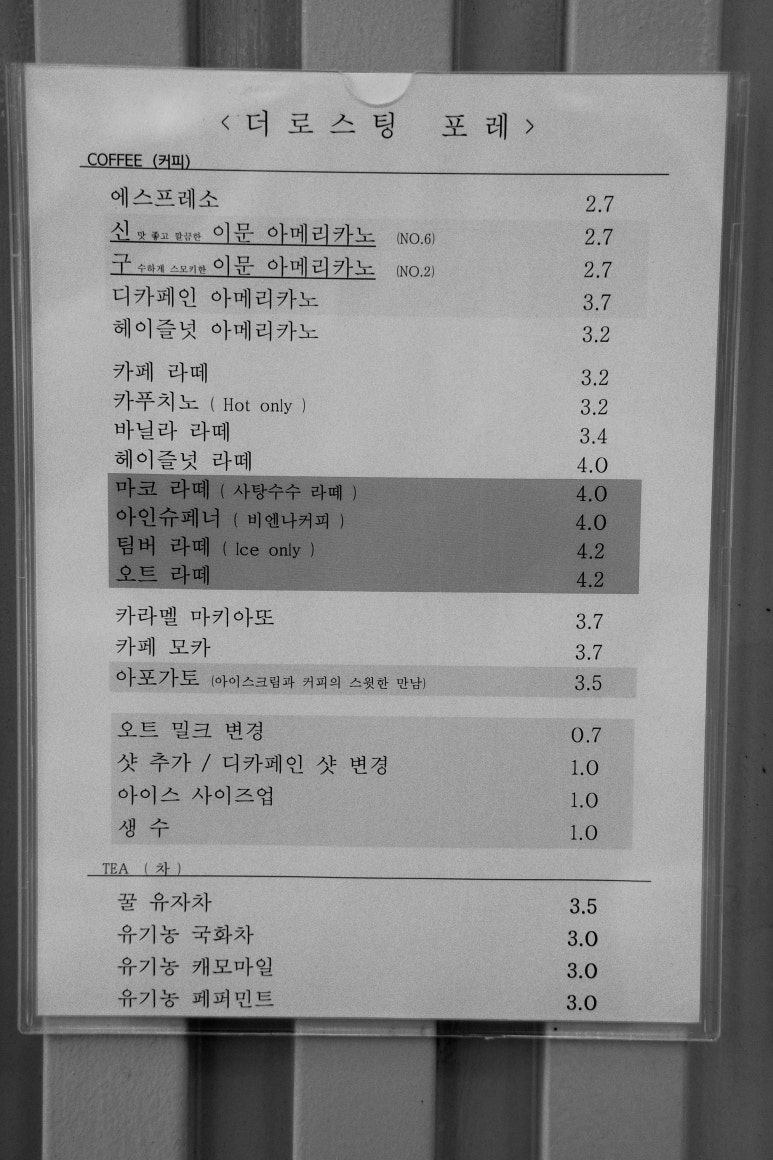 <더로스팅 포레>
COFFEE (커피)
에스프레소 2.7
신맛 좋고 깔끔한 이문 아메리카노 (NO.6) 2.7
구수하게 스모키한 이문 아메리카노 (NO.2) 2.7
디카페인 아메리카노 3.7
헤이즐넛 아메리카노 3.2
카페 라떼 3.2
카푸치노 ( Hot only ) 3.2
바닐라 라떼 3.4
헤이즐넛 라떼 4.0
마코 라떼 ( 사탕수수 라떼 ) 4.0
아인슈페너 ( 비엔나커피 ) 4.0
팀버 라떼 ( Ice only ) 4.2
오트 라떼 4.2
카라멜 마키아또 3.7
카페 모카 3.7
아포가토 (아이스크림과 커피의 스윗한 만남) 3.5
오트 밀크 변경 0.7
샷 추가 / 디카페인 샷 변경 1.0
아이스 사이즈업 1.0
생 수 1.0
TEA ( 차 )
꿀 유자차 3.5
유기농 국화차 3.0
유기농 캐모마일 3.0
유기농 페퍼민트 3.0